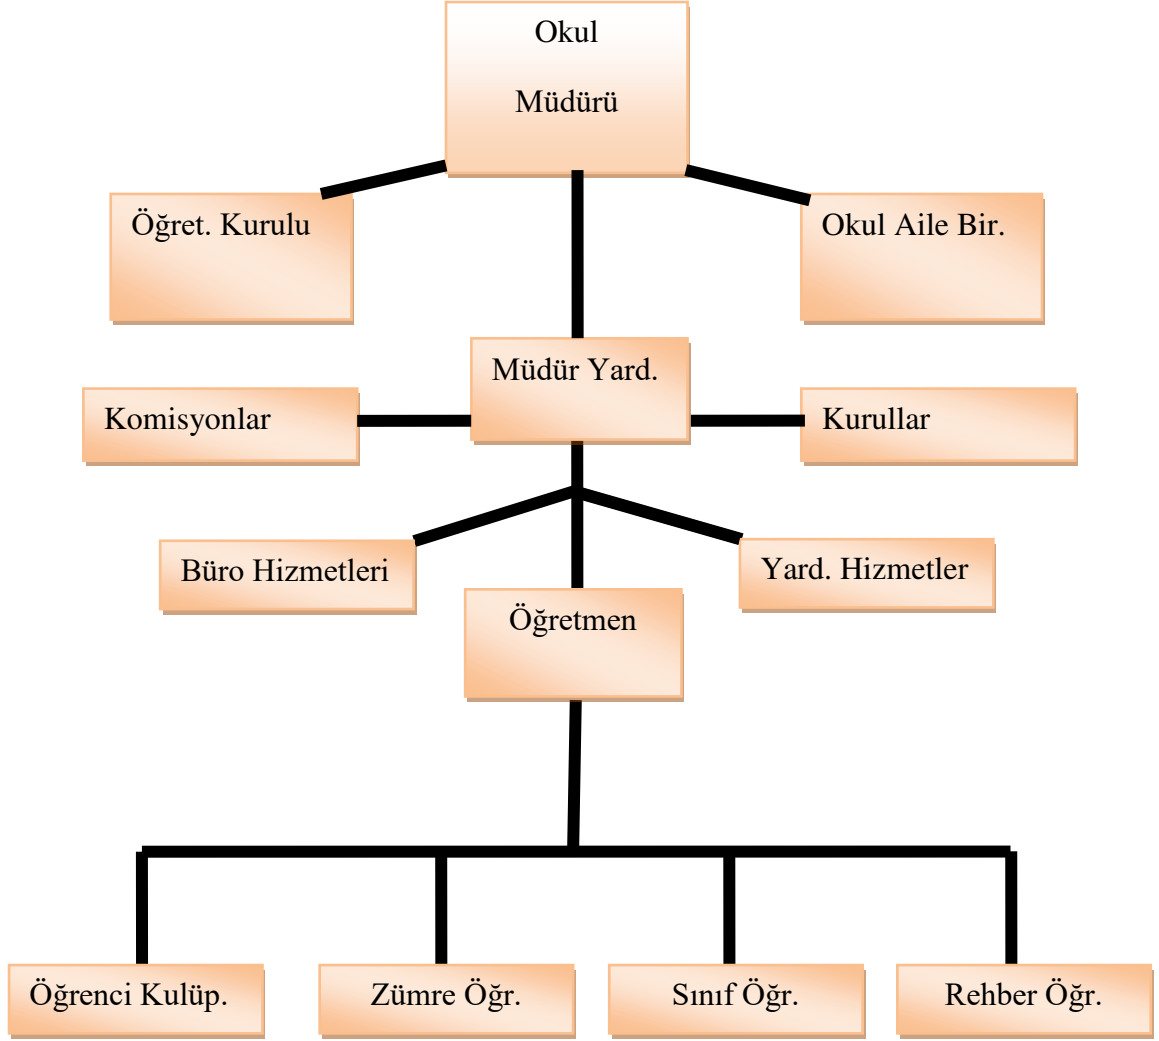 Okul
Müdürü
Öğret. Kurulu
Okul Aile Bir.
Müdür Yard.
Komisyonlar
Kurullar
Büro Hizmetleri
Yard. Hizmetler
Öğretmen
Öğrenci Kulüp.
Zümre Öğr.
Sınıf Öğr.
Rehber Öğr.